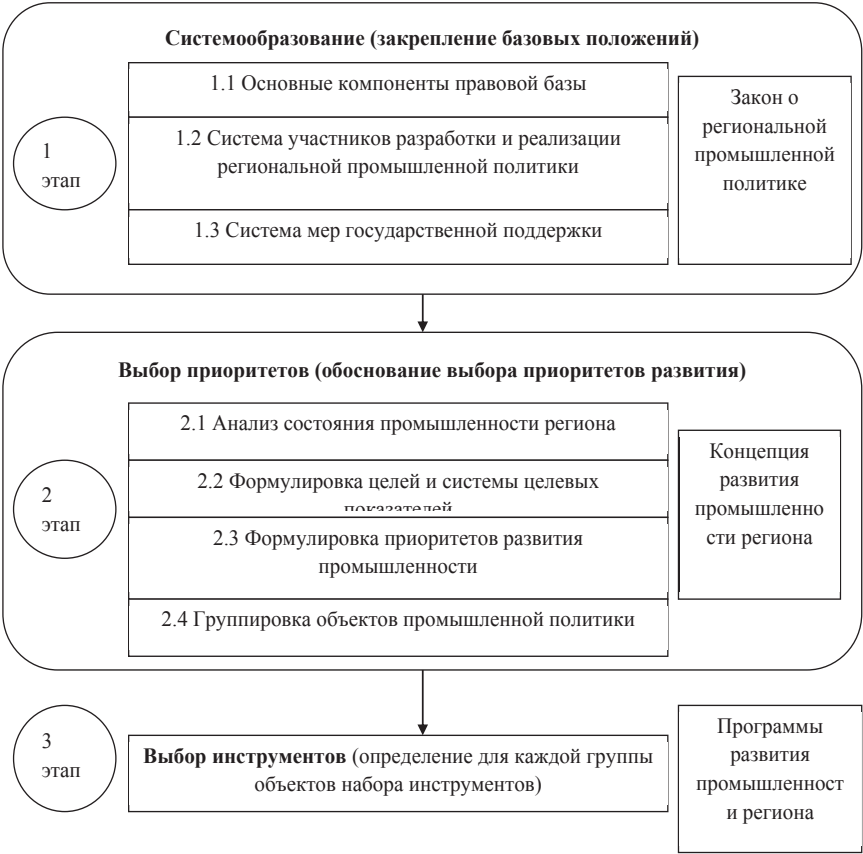 Системообразование (закрепление базовых положений)
1
этап
1.1 Основные компоненты правовой базы
1.2 Система участников разработки и реализации
региональной промышленной политики
1.3 Система мер государственной поддержки
Закон о
региональной
промышленной
политике
Выбор приоритетов (обоснование выбора приоритетов развития)
2
этап
2.1 Анализ состояния промышленности региона
2.2 Формулировка целей и системы целевых
показателей
2.3 Формулировка приоритетов развития
промышленности
2.4 Группировка объектов промышленной политики
Концепция
развития
промышленно
сти региона
3
этап
Выбор инструментов (определение для каждой группы
объектов набора инструментов)
Программы
развития
промышленност
и региона